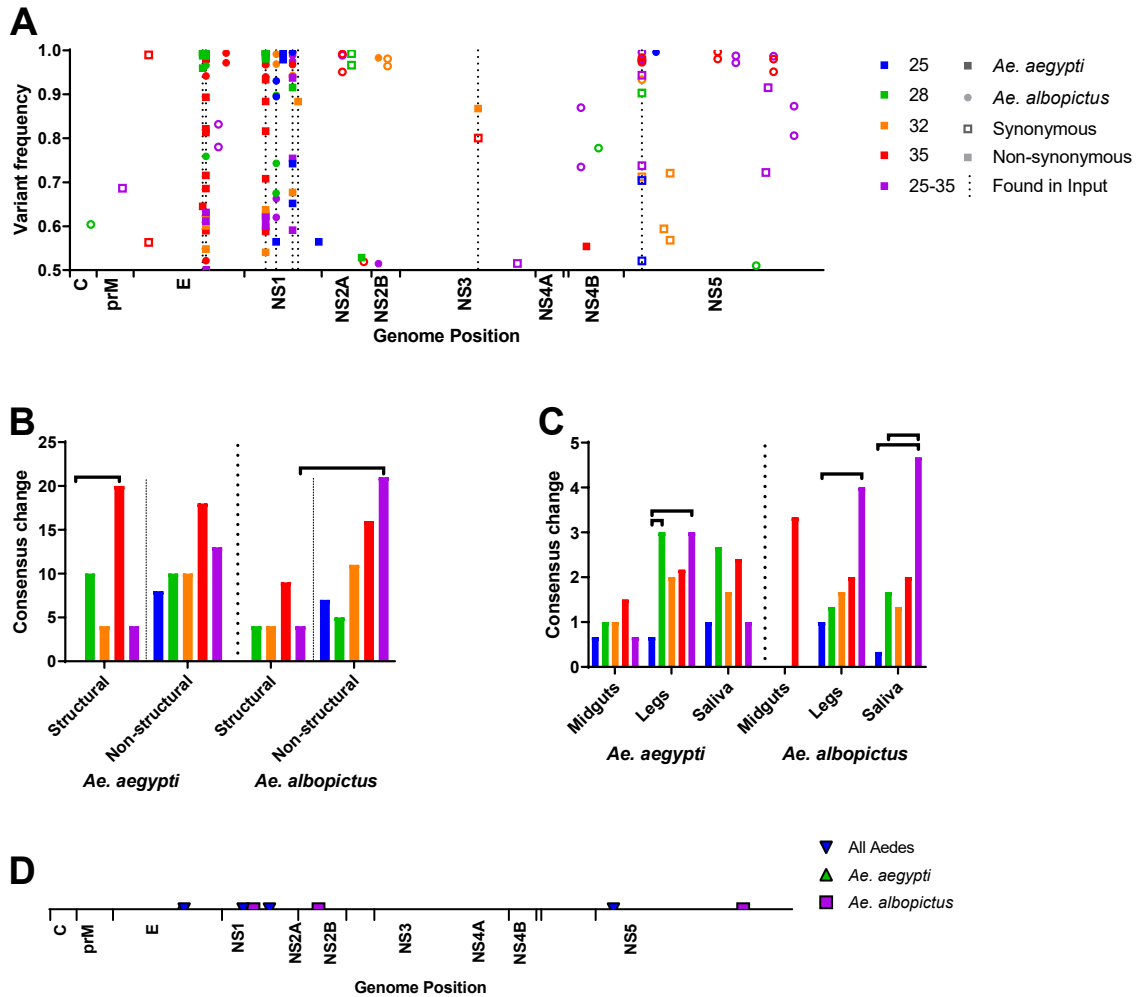 A
Variant frequency
1.0
0.9
0.8
0.7
0.6
0.5
C
prM
E
NS1
NS2A
NS2B
NS3
NS4A
NS4B
NS5
Genome Position
25
28
32
35
25-35
Ae. aegypti
Ae. albopictus
Synonymous
Non-synonymous
Found in Input
B
Consensus change
25
20
15
10
5
0
Structural
Non-structural
Structural
Non-structural
Ae. aegypti
Ae. albopictus
C
Consensus change
5
4
3
2
1
0
Midguts
Legs
Saliva
Midguts
Legs
Saliva
Ae. aegypti
Ae. albopictus
D
All Aedes
Ae. aegypti
Ae. albopictus
C
prM
E
NS1
NS2A
NS2B
NS3
NS4A
NS4B
NS5
Genome Position